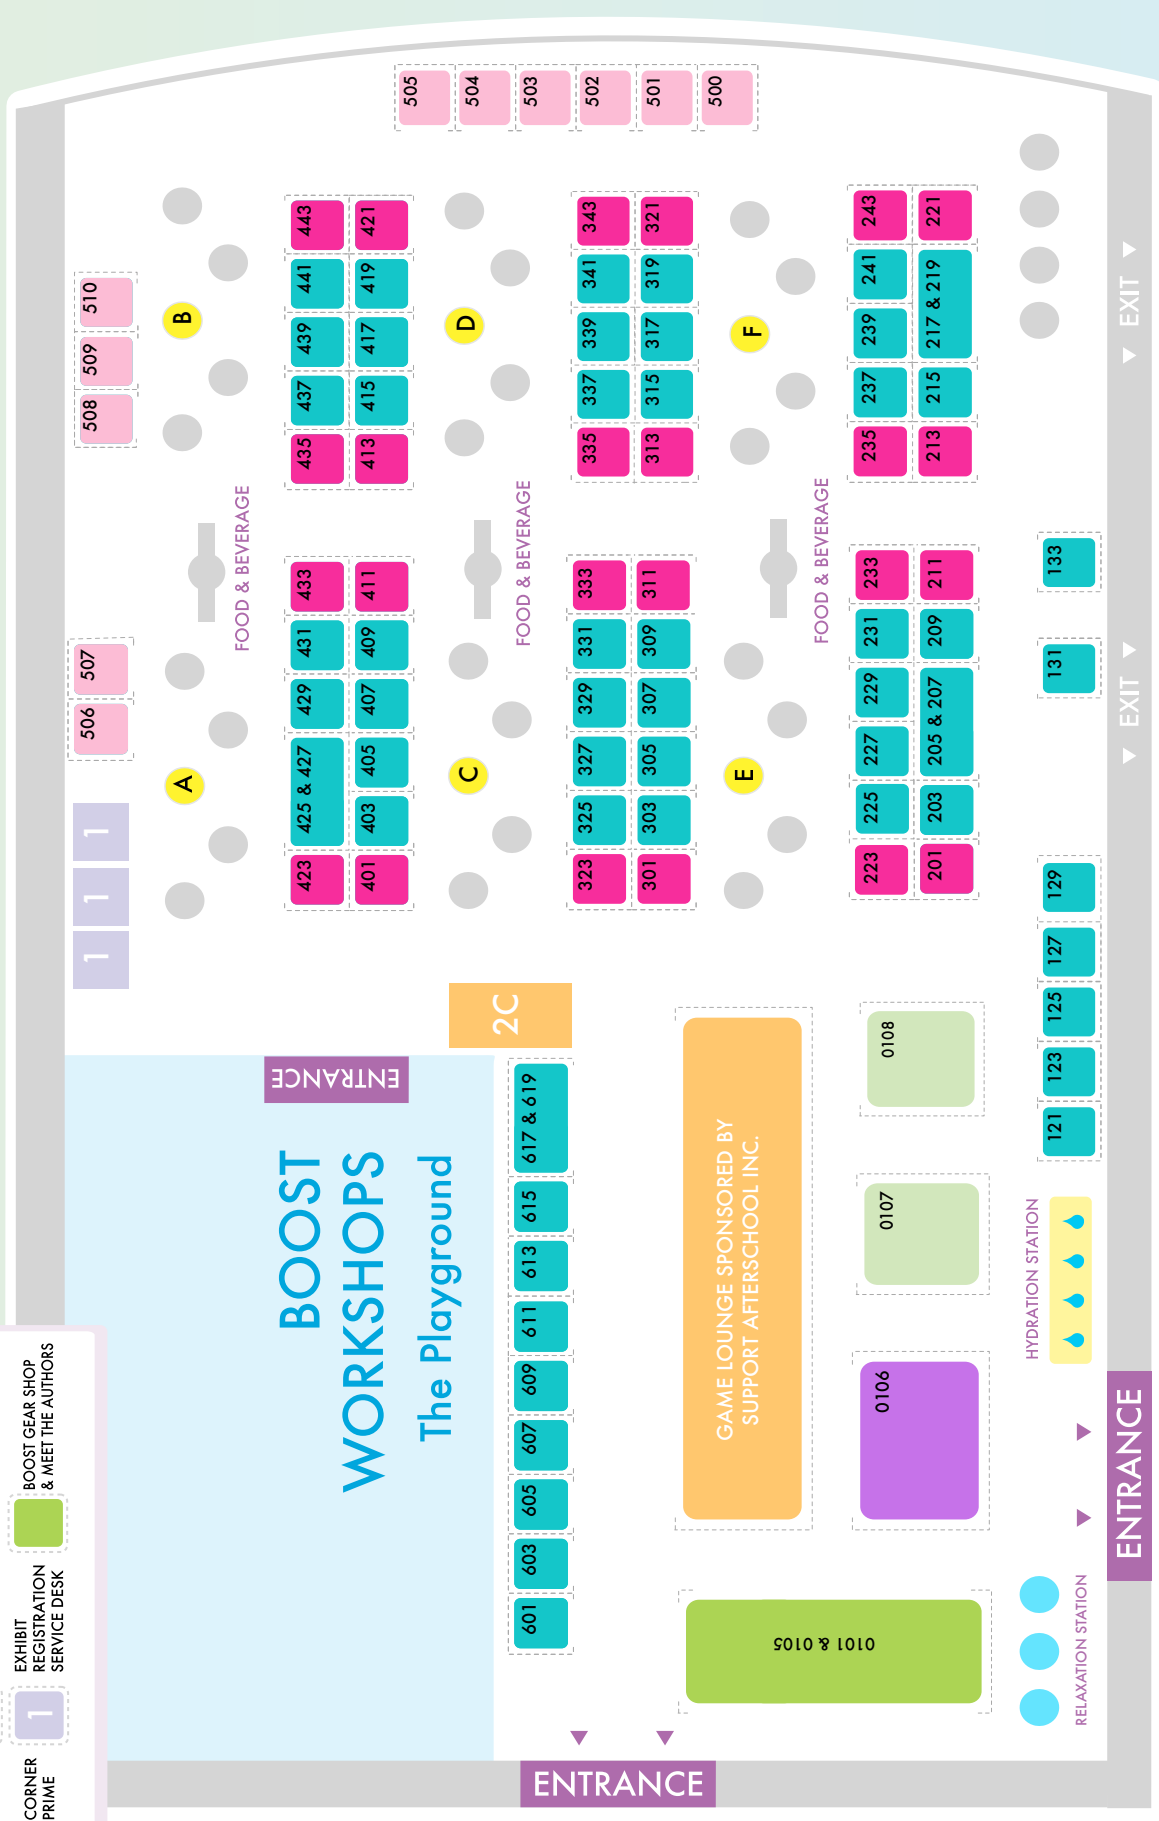 505
504
503
502
501
500
510
509
508
B
443
421
441
419
439
417
437
415
435
413
D
343
321
341
319
339
317
337
315
335
313
F
243
221
241
217 & 219
239
237
215
235
213
EXIT
FOOD & BEVERAGE
FOOD & BEVERAGE
FOOD & BEVERAGE
507
506
A
433
411
431
409
429
407
425 & 427
405
403
423
401
C
333
311
331
309
329
307
327
305
325
303
323
301
E
233
211
231
209
229
205 & 207
227
225
203
223
201
133
131
EXIT
1
1
1
129
127
125
123
121
2C
ENTRANCE
BOOST
WORKSHOPS
The Playground
617 & 619
615
613
611
609
607
605
603
601
GAME LOUNGE SPONSORED BY
SUPPORT AFTERSCHOOL INC.
0108
0107
0106
0101 & 0105
HYDRATION STATION
ENTRANCE
RELAXATION STATION
ENTRANCE
BOOST GEAR SHOP
& MEET THE AUTHORS
EXHIBIT
REGISTRATION
SERVICE DESK
1
CORNER
PRIME